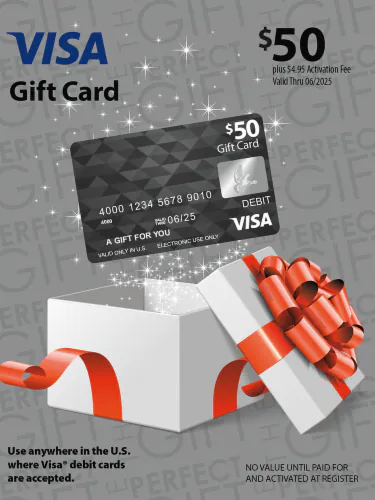 VISA
Gift Card
$50
plus $4.95 Activation Fee
Valid Thru 06/2025
$50
Gift Card
4000 1234 5678 9010
4000
VALID THRU 06/25
DEBIT
A GIFT FOR YOU
VISA
VALID ONLY IN U.S. ELECTRONIC USE ONLY
Use anywhere in the U.S.
where Visa® debit cards
are accepted.
NO VALUE UNTIL PAID FOR
AND ACTIVATED AT REGISTER